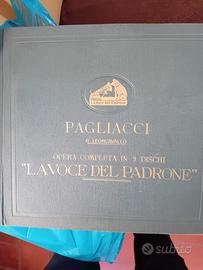 PAGLIACCI
R. LEONCAVALLO
OPERA COMPLETA IN 9 DISCHI
"LA VOCE DEL PADRONE"
subito